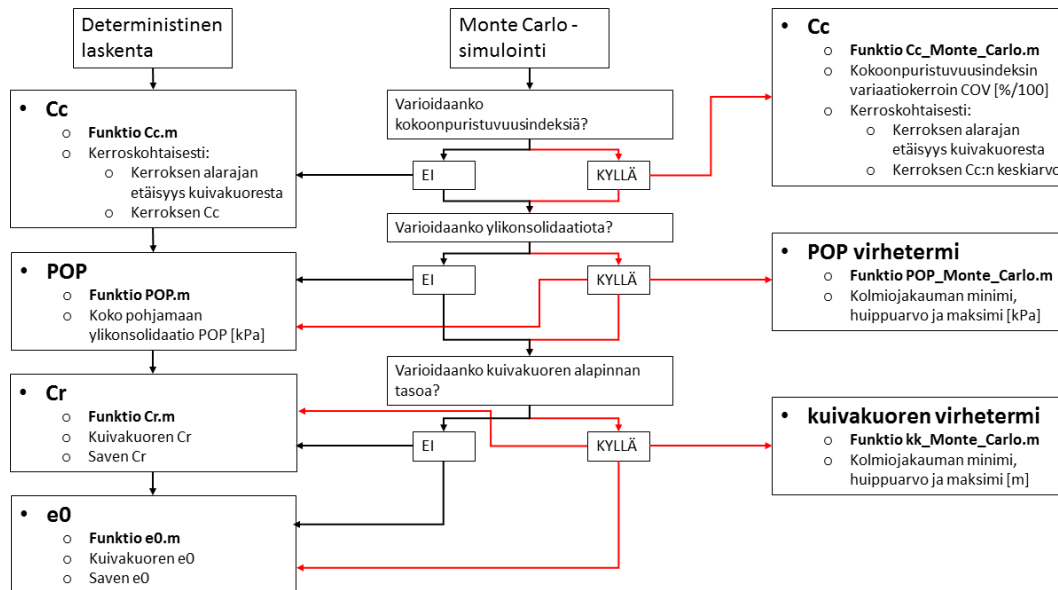 Deterministinen
laskenta
• Cc
o Funktio Cc.m
o Kerroskohtaisesti:
o Kerroksen alarajan
etäisyys kuivakuoresta
o Kerroksen Cc
• POP
o Funktio POP.m
o Koko pohjamaan
ylikonsolidaatio POP [kPa]
• Cr
o Funktio Cr.m
o Kuivakuoren Cr
o Saven Cr
• e0
o Funktio e0.m
o Kuivakuoren e0
o Saven e0
Monte Carlo -
simulointi
Varioidaanko
kokoonpuristuvuusindeksiä?
EI
KYLLÄ
Varioidaanko ylikonsolidaatiota?
EI
KYLLÄ
Varioidaanko kuivakuoren alapinnan
tasoa?
EI
KYLLÄ
• Cc
o Funktio Cc_Monte_Carlo.m
o Kokoonpuristuvuusindeksin
variaatiokerroin COV [%/100]
o Kerroskohtaisesti:
o Kerroksen alarajan
etäisyys kuivakuoresta
o Kerroksen Cc:n keskiarvo
• POP virhetermi
o Funktio POP_Monte_Carlo.m
o Kolmiojakauman minimi,
huippuarvo ja maksimi [kPa]
• kuivakuoren virhetermi
o Funktio kk_Monte_Carlo.m
o Kolmiojakauman minimi,
huippuarvo ja maksimi [m]